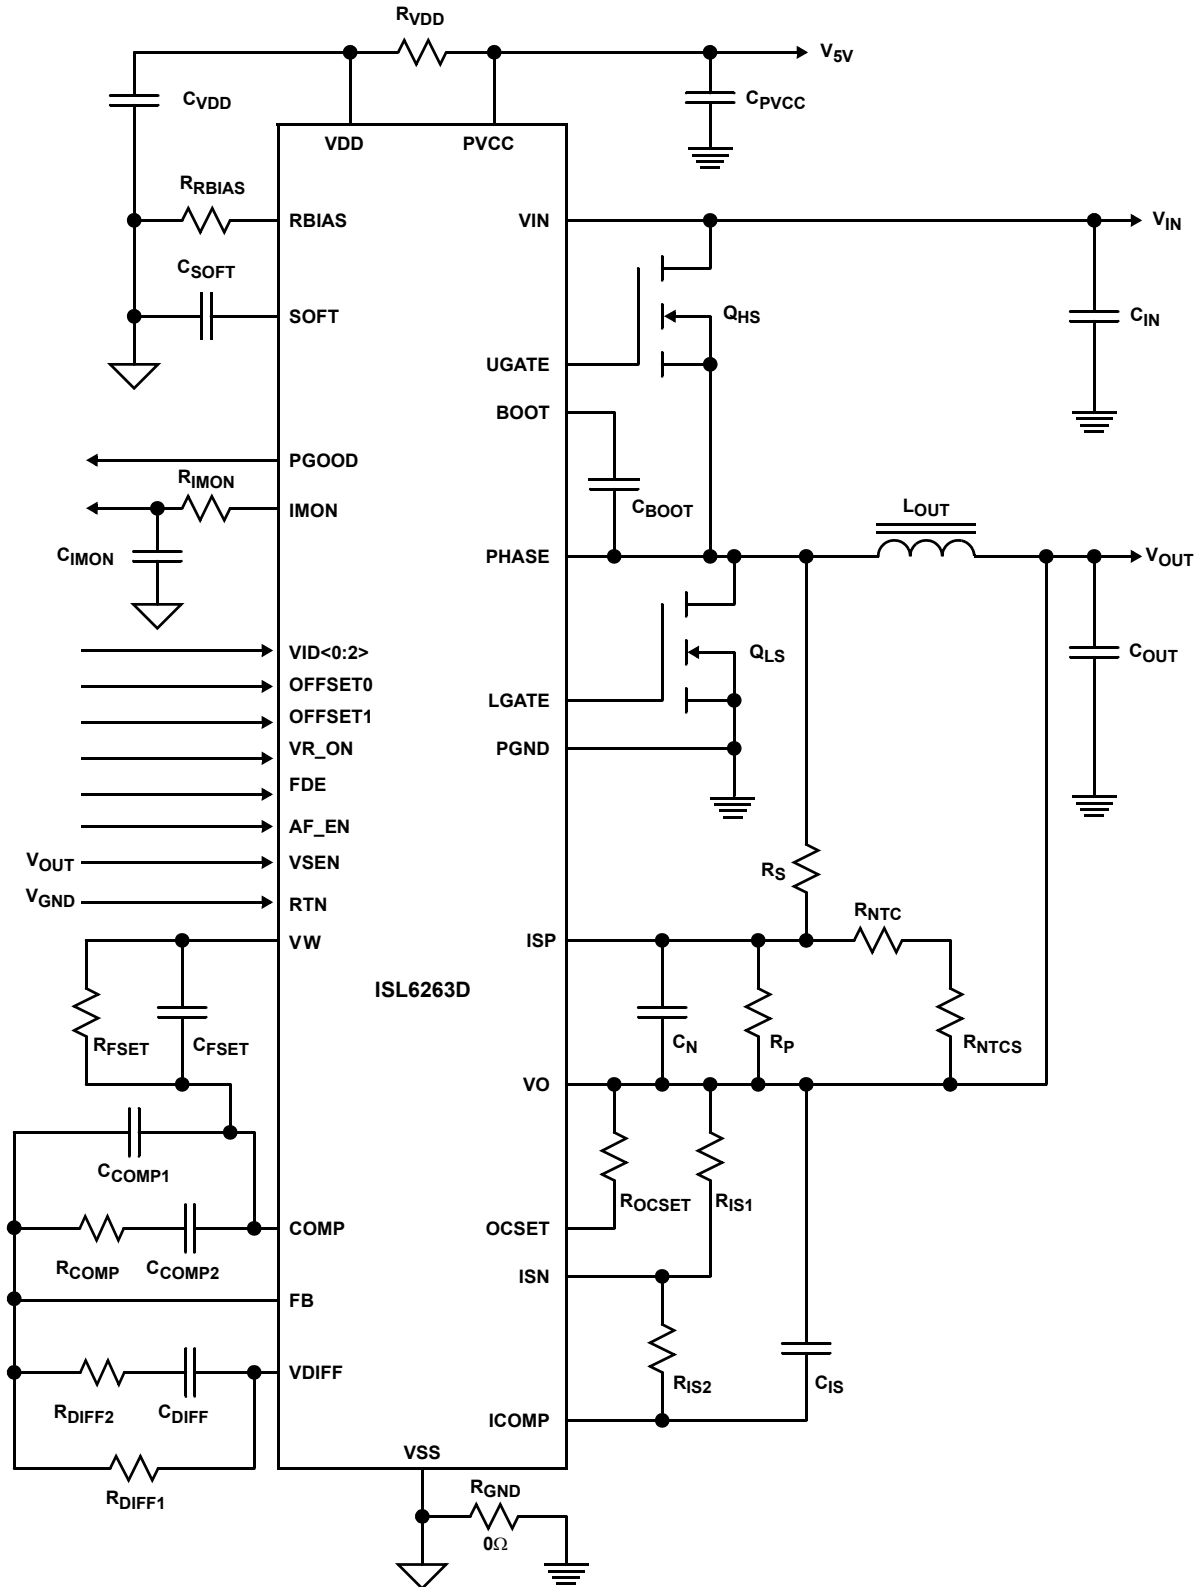 RVDD
V5V
CVDD
CPVCC
VDD
PVCC
RRBIAS
RBIAS
VIN
VIN
CSOFT
SOFT
QHS
CIN
UGATE
BOOT
PGOOD
RIMON
IMON
CBOOT
LOUT
CIMON
PHASE
VOUT
VID<0:2>
QLS
COUT
OFFSET0
LGATE
OFFSET1
VR_ON
PGND
FDE
AF_EN
VOUT
VSEN
RS
VGND
RTN
RNTC
VW
ISP
ISL6263D
RFSET
CFSET
CN
RP
RNTCS
VO
CCOMP1
ROCSET
RIS1
COMP
OCSET
RCOMP
CCOMP2
ISN
FB
VDIFF
RIS2
CIS
RDIFF2
CDIFF
ICOMP
VSS
RDIFF1
RGND
0Ω